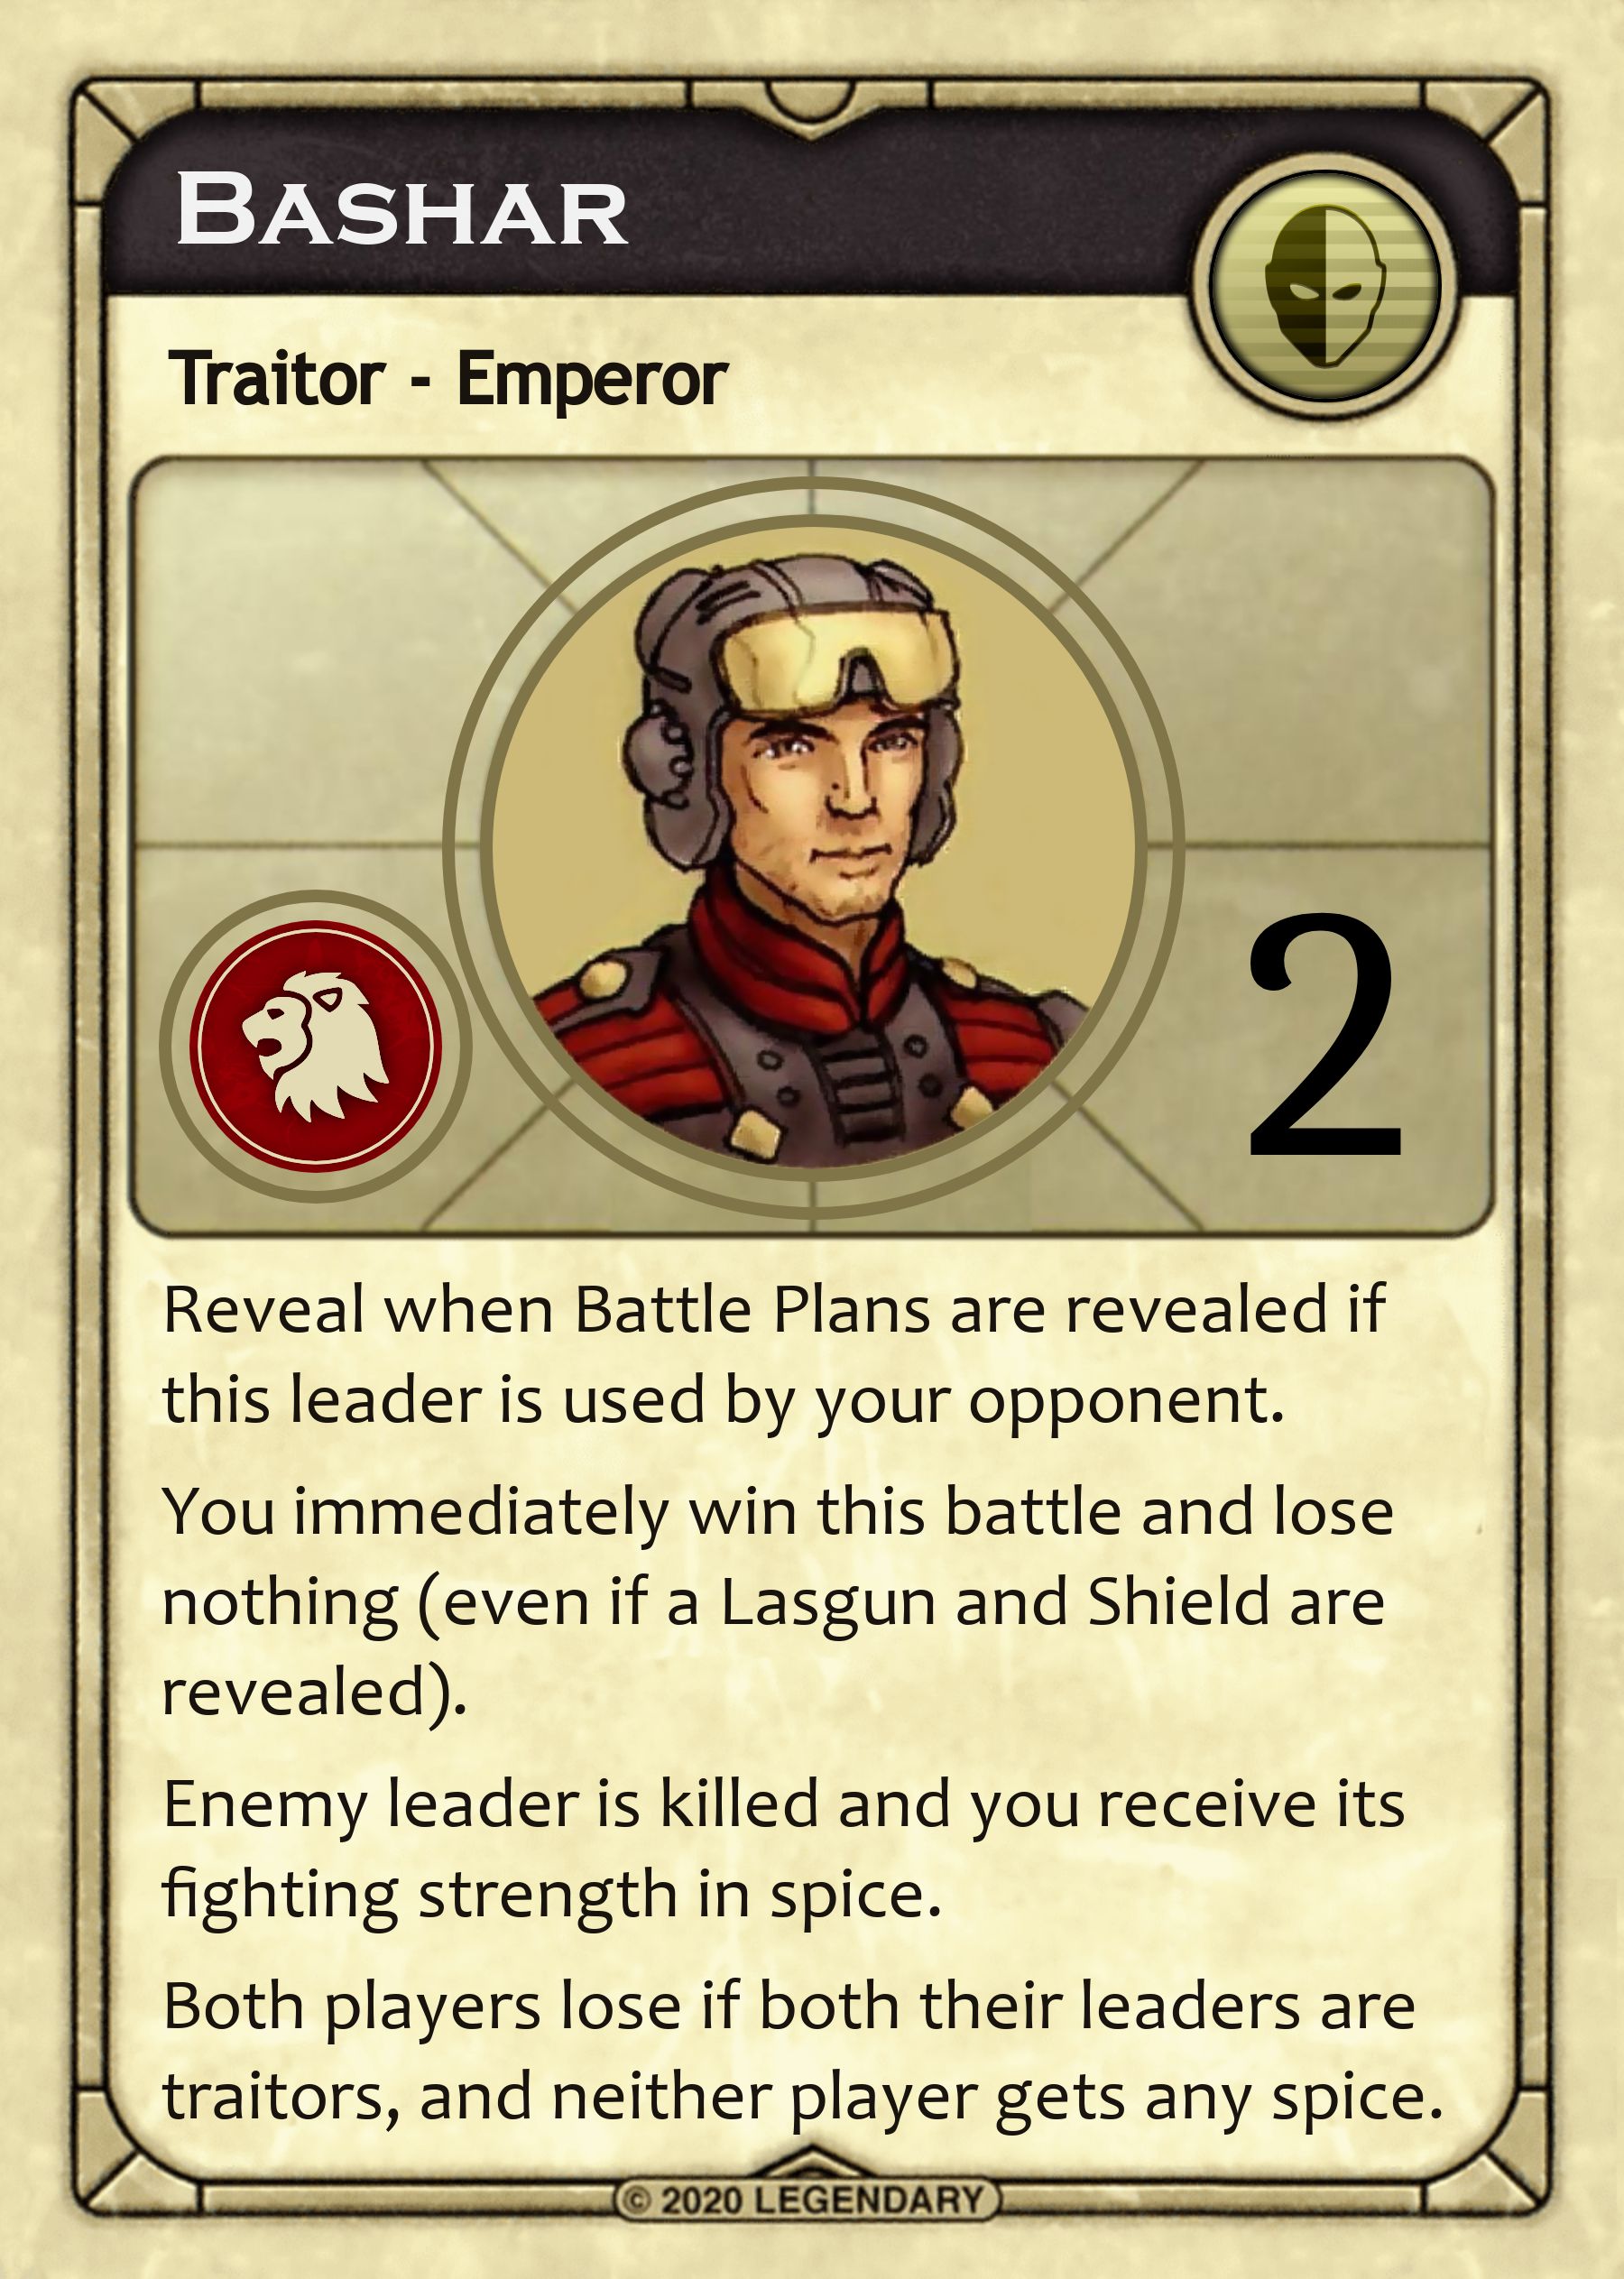 Bashar
Traitor - Emperor
2
Reveal when Battle Plans are revealed if
this leader is used by your opponent.
You immediately win this battle and lose
nothing (even if a Lasgun and Shield are
revealed).
Enemy leader is killed and you receive its
fighting strength in spice.
Both players lose if both their leaders are
traitors, and neither player gets any spice.
© 2020 LEGENDARY